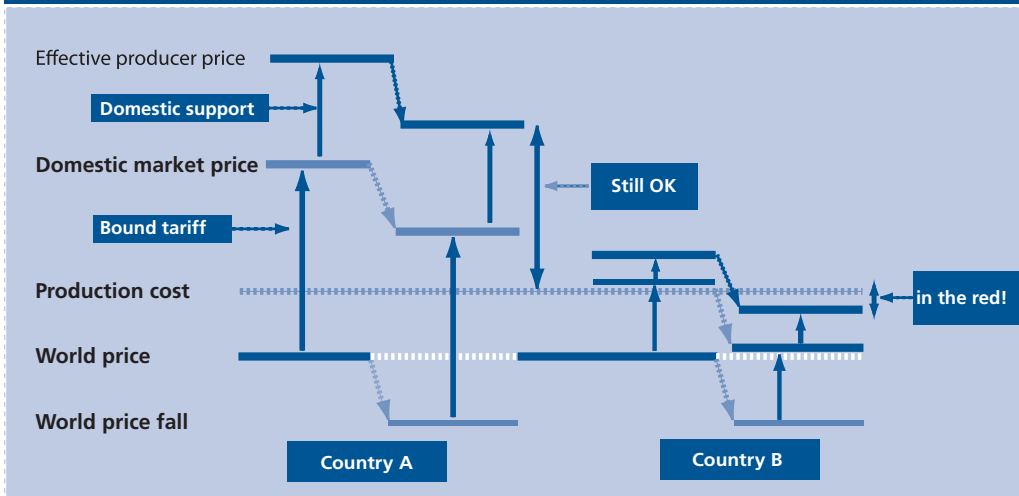 Effective producer price
Domestic support
Domestic market price
Still OK
Bound tariff
Production cost
in the red!
World price
World price fall
Country A
Country B